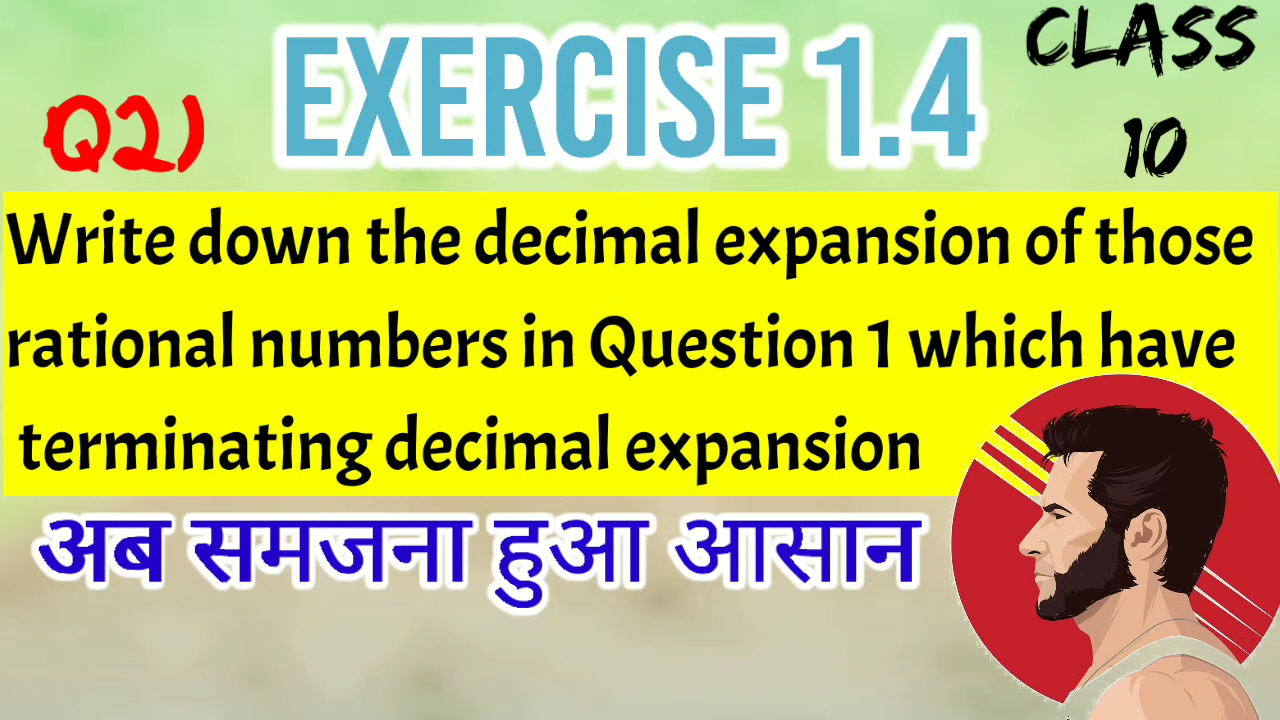 EXERCISE 1.4
CLASS
10
Q2)
Write down the decimal expansion of those
rational numbers in Question 1 which have
terminating decimal expansion
अब समजना हुआ आसान